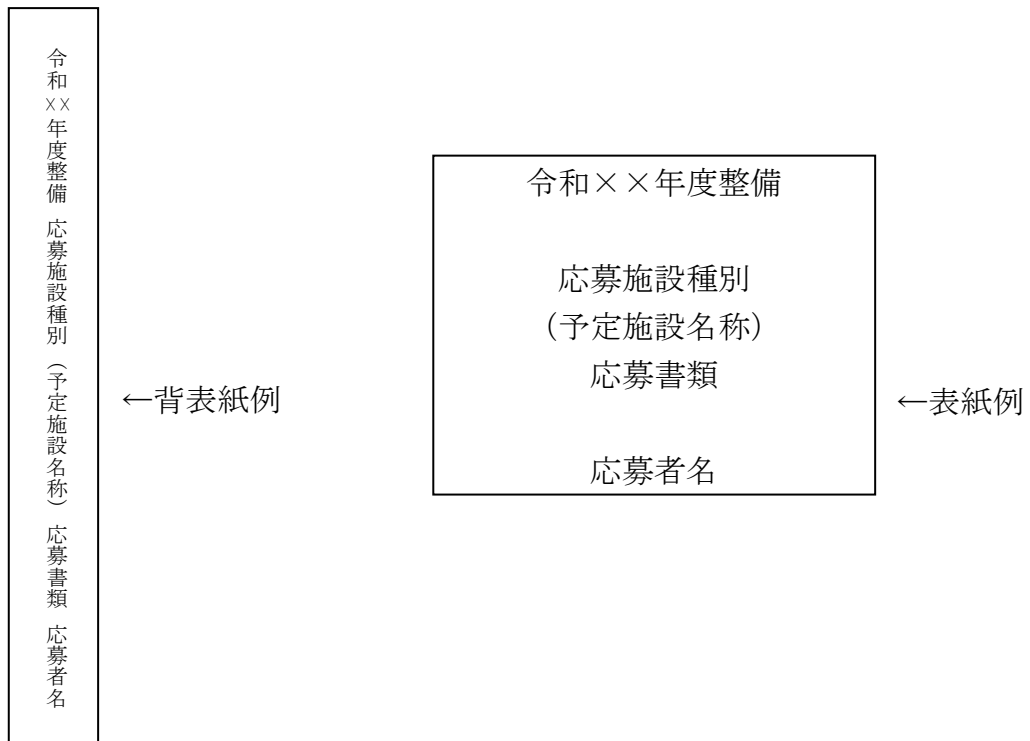 令和××年度整備 応募施設種別 (予定施設名称) 応募書類 応募者名
←背表紙例
令和××年度整備
応募施設種別
(予定施設名称)
応募書類
応募者名
←表紙例